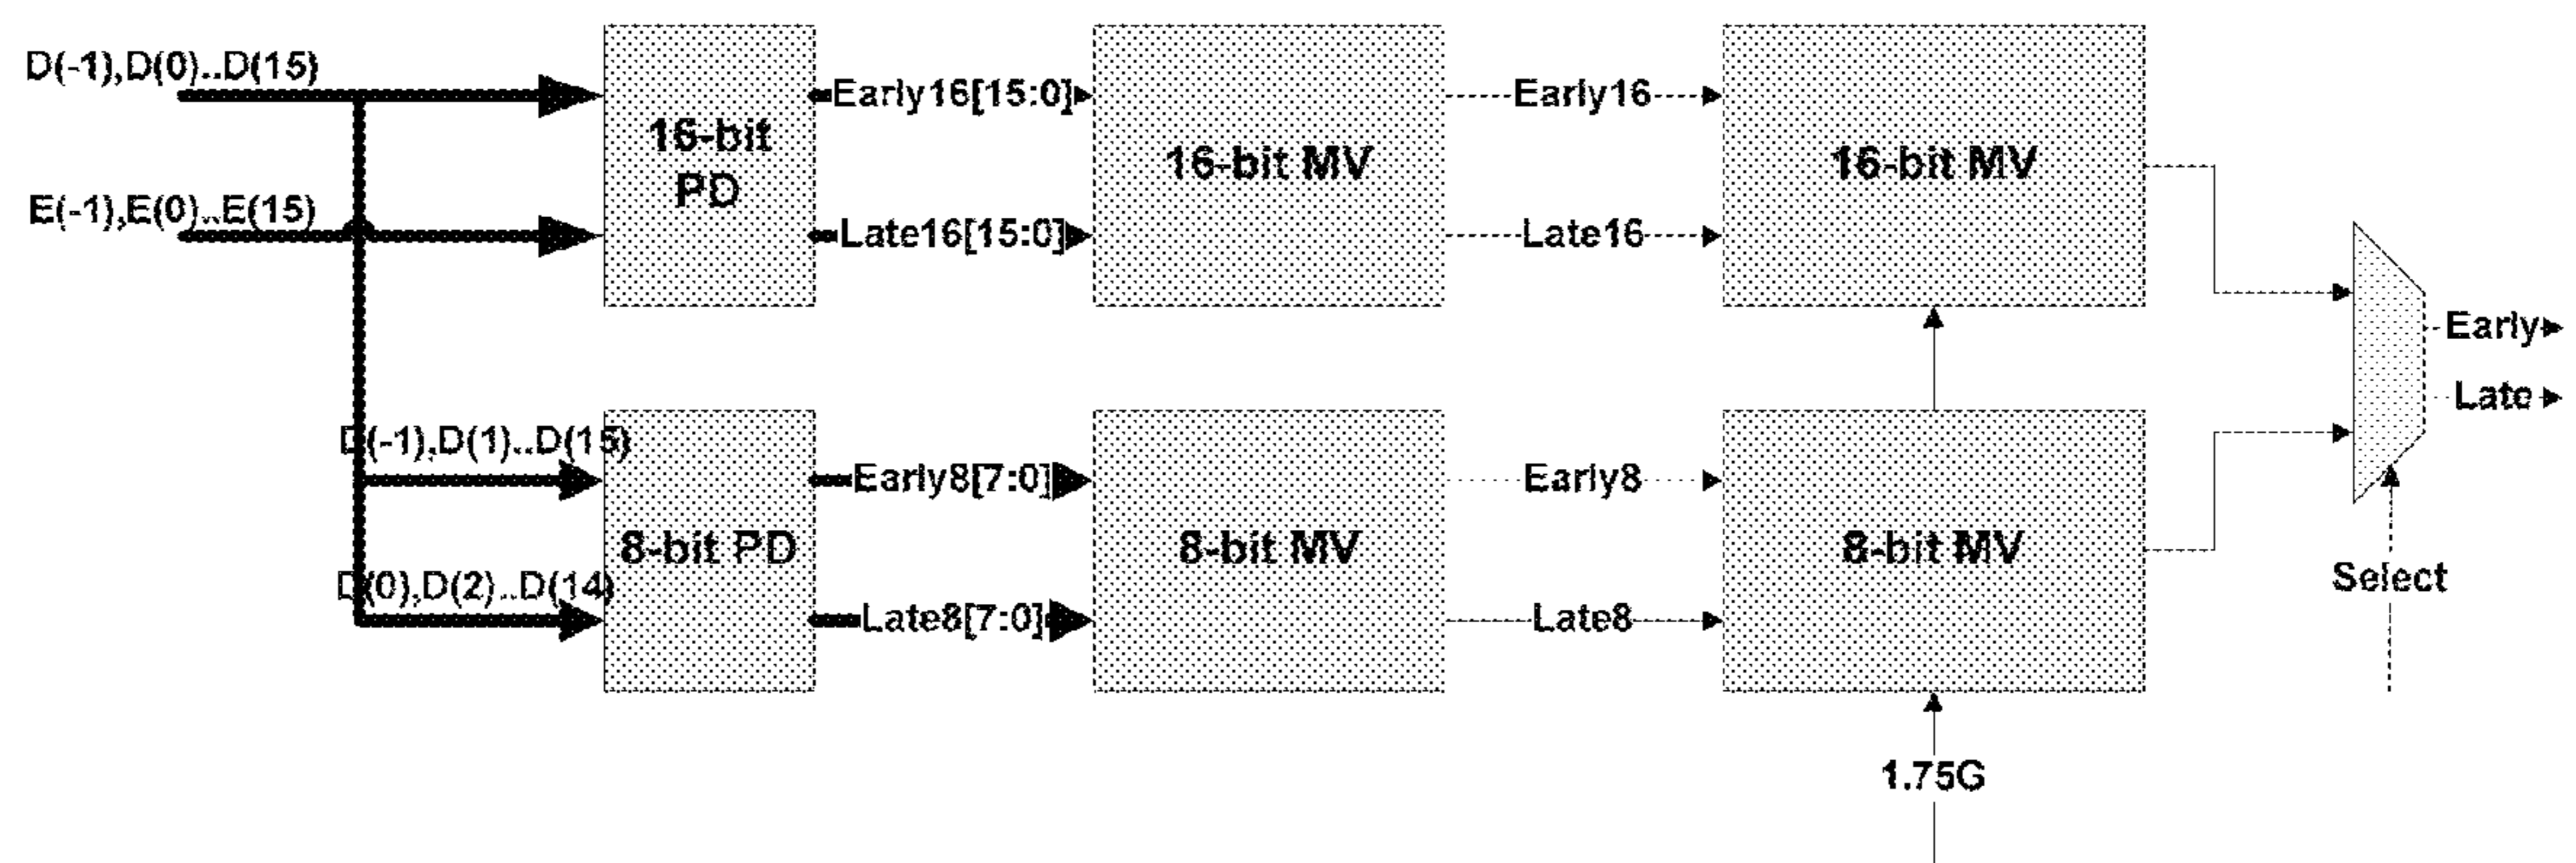 D(-1),D(0)..D(15)
E(-1),E(0)..E(15)
16-bit
PD
Early16[15:0]
Late16[15:0]
16-bit MV
Early16
Late16
16-bit MV
Early
Late
D(-1),D(1)..D(15)
D(0),D(2)..D(14)
8-bit PD
Early8[7:0]
Late8[7:0]
8-bit MV
Early8
Late8
8-bit MV
Select
1.75G